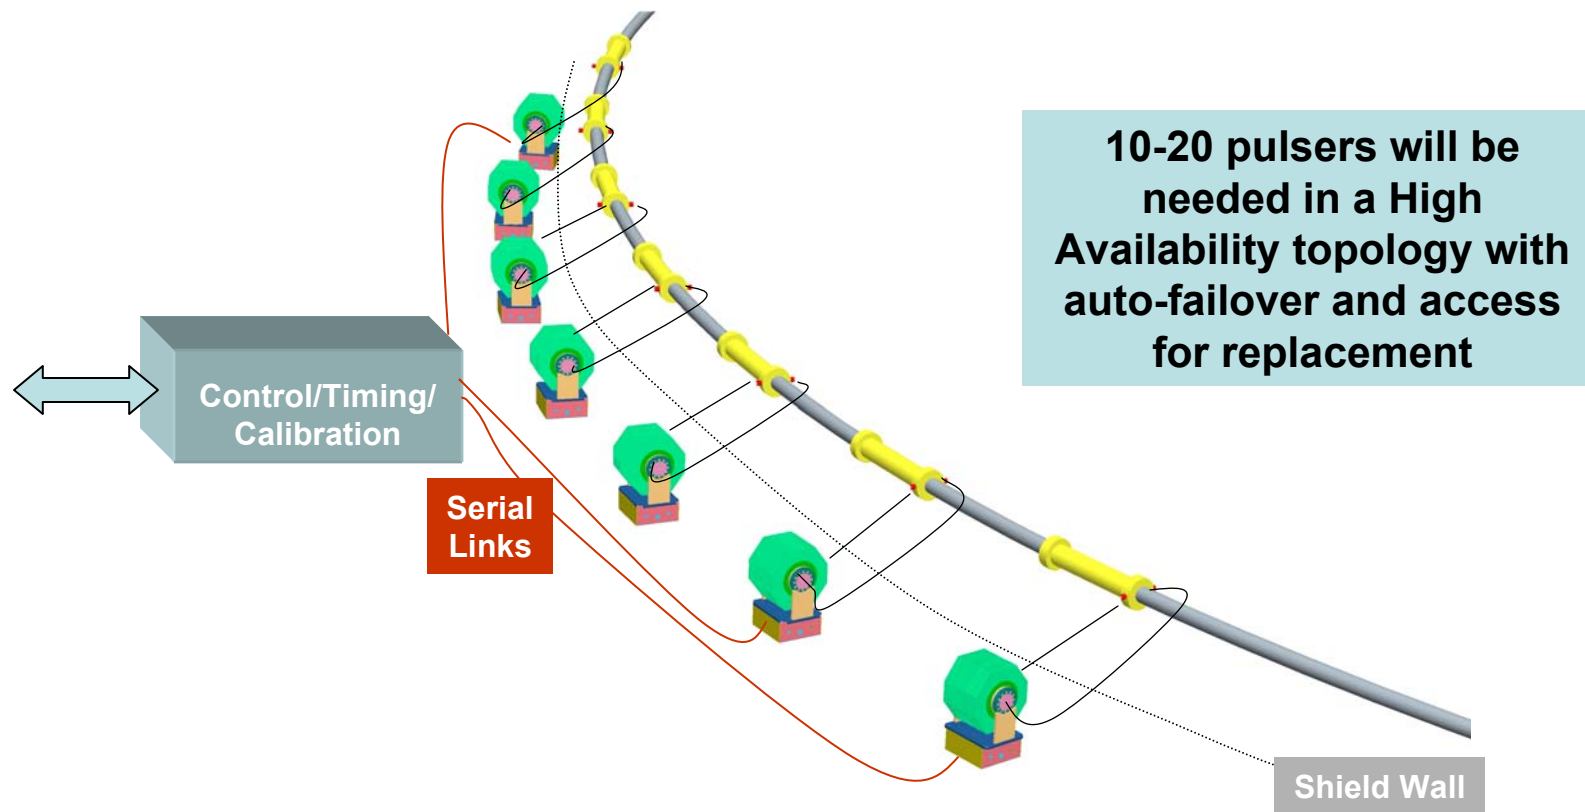 10-20 pulsers will be
needed in a High
Availability topology with
auto-failover and access
for replacement
Control/Timing/
Calibration
Serial
Links
Shield Wall